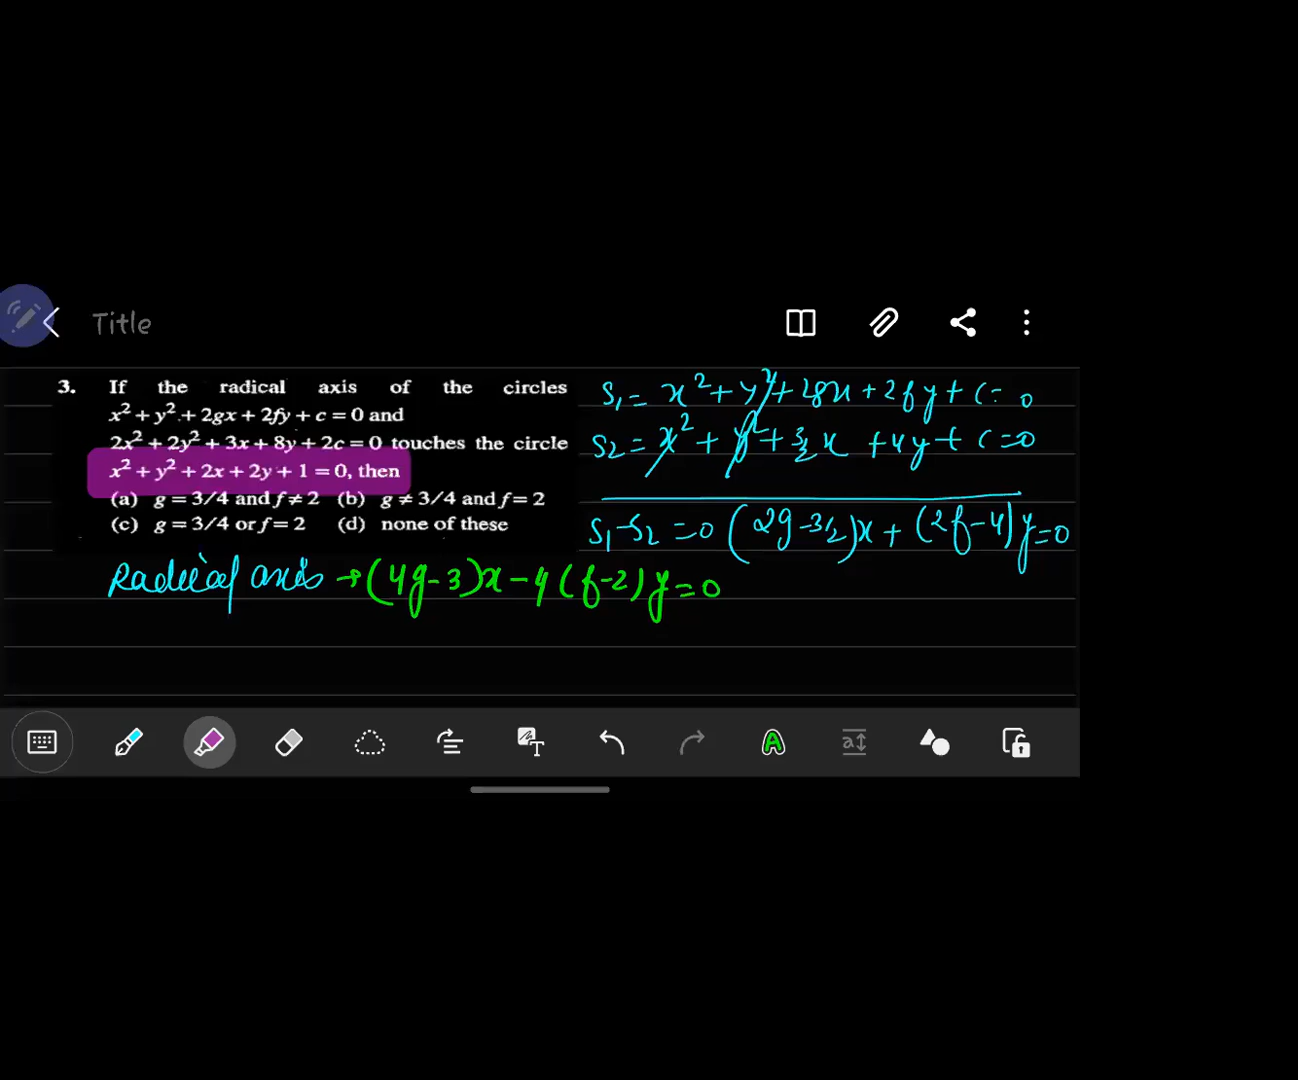 Title
3. If the radical axis of the circles
x² + y² + 2gx + 2fy + c = 0 and
2x² + 2y² + 3x + 8y + 2c = 0 touches the circle
x² + y² + 2x + 2y + 1 = 0, then
(a) g = 3/4 and f ≠ 2 (b) g ≠ 3/4 and f = 2
(c) g = 3/4 or f = 2 (d) none of these
S₁ = x² + y² + 2gx + 2fy + c = 0
S₂ = x² + y² + 3/2 x + 4y + c = 0
S₁ - S₂ = 0 (2g - 3/2)x + (2f - 4)y = 0
Radical axis → (4g - 3)x - 4(f - 2)y = 0
T
A
a